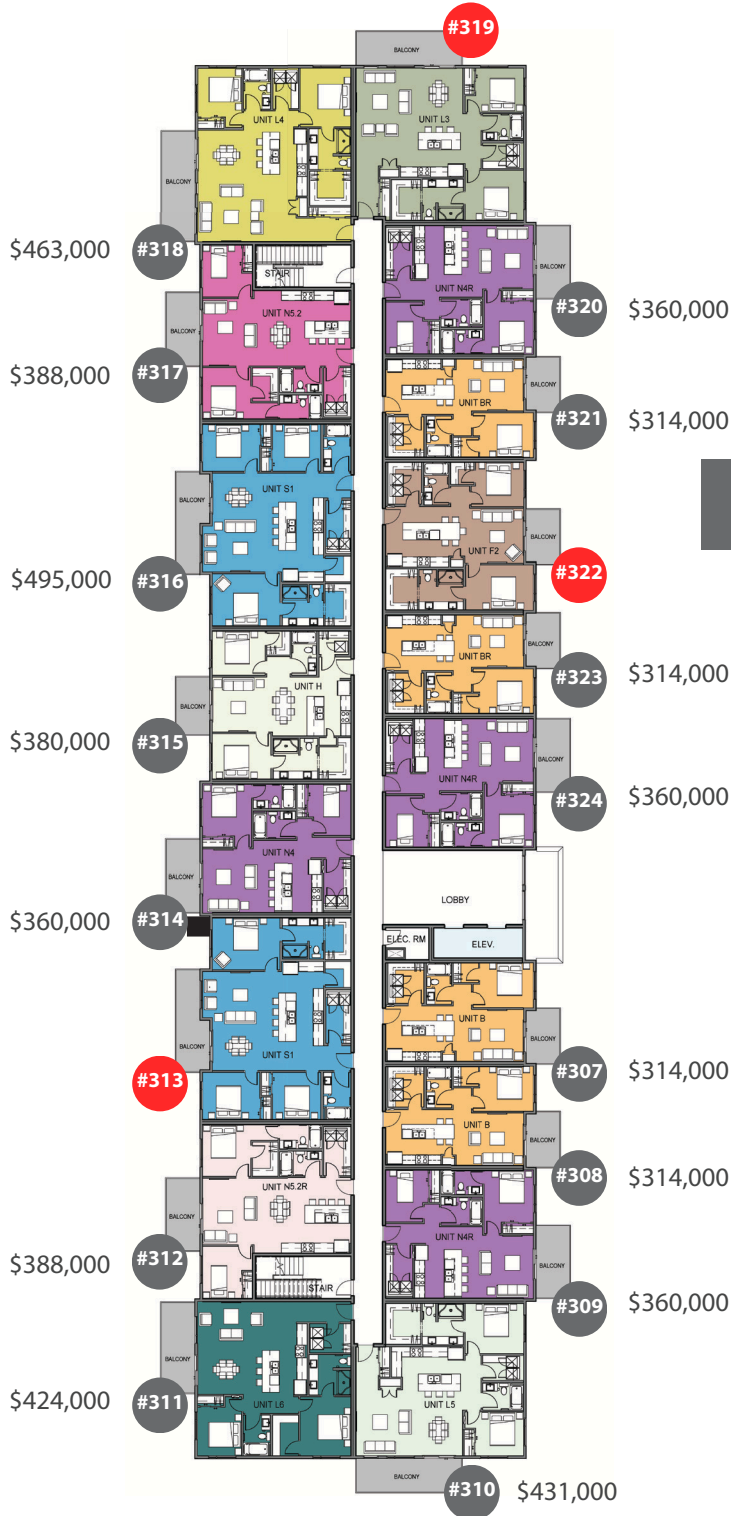 #319
BALCONY
UNIT L4
UNIT L3
BALCONY
$463,000
#318
STAIR
BALCONY
UNIT N4R
#320
$360,000
UNIT N5.2
BALCONY
$388,000
#317
BALCONY
UNIT BR
#321
$314,000
UNIT S1
BALCONY
$495,000
#316
BALCONY
UNIT F2
#322
UNIT BR
BALCONY
#323
$314,000
UNIT H
BALCONY
$380,000
#315
UNIT N4R
BALCONY
#324
$360,000
UNIT N4
BALCONY
$360,000
#314
LOBBY
ELEC. RM
ELEV.
BALCONY
UNIT S1
#313
UNIT B
BALCONY
#307
$314,000
UNIT B
BALCONY
#308
$314,000
UNIT N5.2R
BALCONY
$388,000
#312
STAIR
UNIT N4R
BALCONY
#309
$360,000
BALCONY
$424,000
#311
UNIT L6
UNIT L5
BALCONY
#310
$431,000